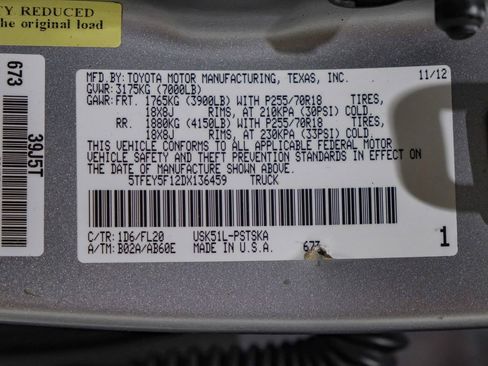 TY REDUCED
the original load
673
39J5T
MFD.BY: TOYOTA MOTOR MANUFACTURING, TEXAS, INC. 11/12
GVWR: 3175KG (7000LB)
GAWR: FRT. 1765KG (3900LB) WITH P255/70R18 TIRES,
18X8J RIMS, AT 210KPA (30PSI) COLD
RR. 1880KG (4150LB) WITH P255/70R18 TIRES,
18X8J RIMS, AT 230KPA (33PSI) COLD.
THIS VEHICLE CONFORMS TO ALL APPLICABLE FEDERAL MOTOR
VEHICLE SAFETY AND THEFT PREVENTION STANDARDS IN EFFECT ON
THE DATE OF MANUFACTURE SHOWN ABOVE.
5TFEY5F12DX136459 TRUCK
C/TR: 1D6/FL20 USK51L-PSTSKA
A/TM: B02A/AB60E MADE IN U.S.A. 673 1